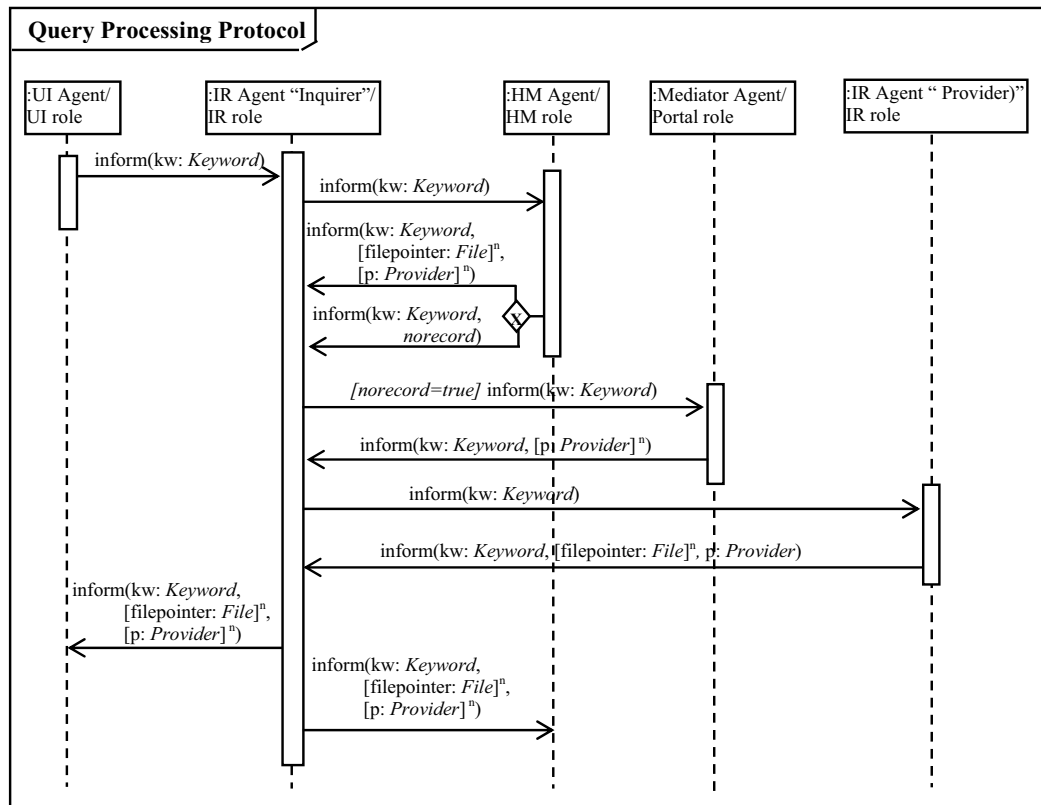 Query Processing Protocol
:UI Agent/
UI role
:IR Agent “Inquirer”/
IR role
:HM Agent/
HM role
:Mediator Agent/
Portal role
:IR Agent “ Provider)”
IR role
inform(kw: Keyword)
inform(kw: Keyword)
inform(kw: Keyword,
[filepointer: File]ⁿ,
[p: Provider] ⁿ)
X
inform(kw: Keyword,
norecord)
[norecord=true] inform(kw: Keyword)
inform(kw: Keyword, [p: Provider] ⁿ)
inform(kw: Keyword)
inform(kw: Keyword, [filepointer: File]ⁿ, p: Provider)
inform(kw: Keyword,
[filepointer: File]ⁿ,
[p: Provider] ⁿ)
inform(kw: Keyword,
[filepointer: File]ⁿ,
[p: Provider] ⁿ)